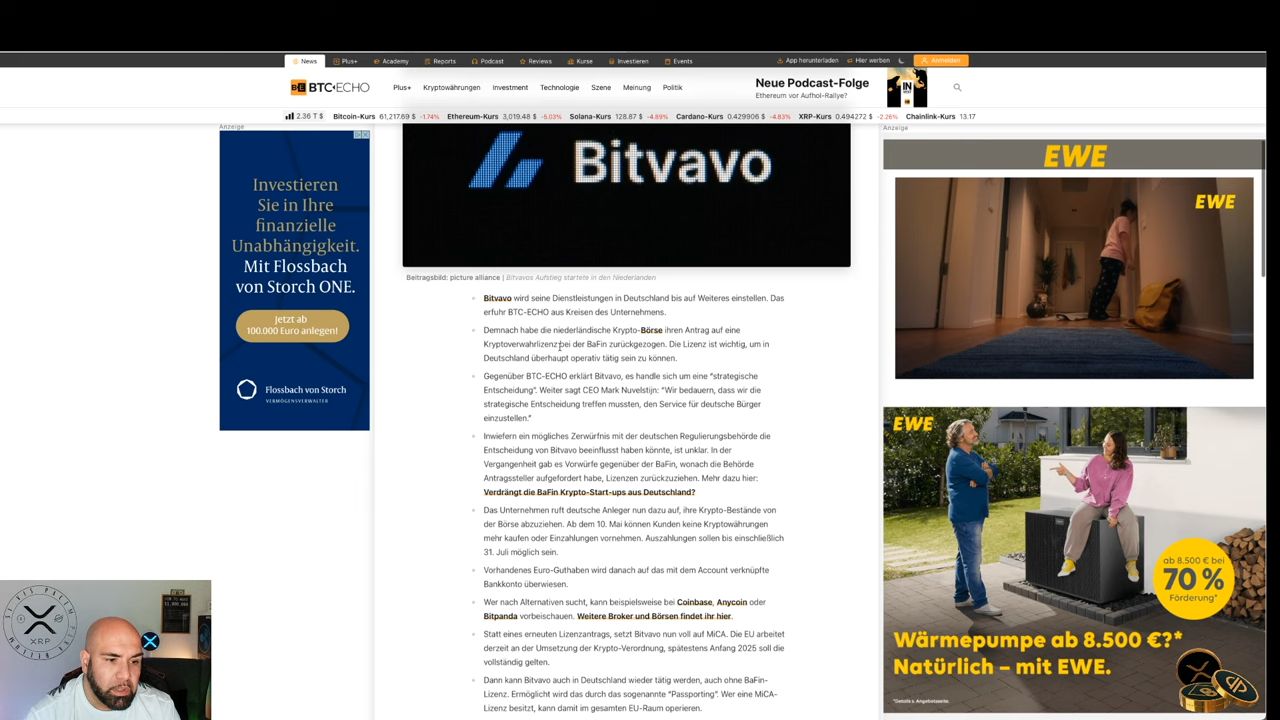 News
Plus+
Academy
Reports
Podcast
Reviews
Kurse
Investieren
Events
App herunterladen
Hier werben
Anmelden
BTC-ECHO
Plus+
Kryptowährungen
Investment
Technologie
Szene
Meinung
Politik
Neue Podcast-Folge
Ethereum vor Aufhol-Rallye?
2.36 T $
Bitcoin-Kurs 61,217.69 $ -1.74%
Ethereum-Kurs 3,019.48 $ -5.03%
Solana-Kurs 128.87 $ -4.89%
Cardano-Kurs 0.429906 $ -4.83%
XRP-Kurs 0.494272 $ -2.26%
Chainlink-Kurs 13.17
Anzeige
Investieren
Sie in Ihre
finanzielle
Unabhängigkeit.
Mit Flossbach
von Storch ONE.
Jetzt ab
100.000 Euro anlegen!
Flossbach von Storch
VERMÖGENSVERWALTER
Bitvavo
Beitragsbild: picture alliance | Bitvavos Aufstieg startete in den Niederlanden
Bitvavo wird seine Dienstleistungen in Deutschland bis auf Weiteres einstellen. Das
erfuhr BTC-ECHO aus Kreisen des Unternehmens.
Demnach habe die niederländische Krypto-Börse ihren Antrag auf eine
Kryptoverwahrlizenz bei der BaFin zurückgezogen. Die Lizenz ist wichtig, um in
Deutschland überhaupt operativ tätig sein zu können.
Gegenüber BTC-ECHO erklärt Bitvavo, es handle sich um eine "strategische
Entscheidung". Weiter sagt CEO Mark Nuvelstijn: "Wir bedauern, dass wir die
strategische Entscheidung treffen mussten, den Service für deutsche Bürger
einzustellen."
Inwiefern ein mögliches Zerwürfnis mit der deutschen Regulierungsbehörde die
Entscheidung von Bitvavo beeinflusst haben könnte, ist unklar. In der
Vergangenheit gab es Vorwürfe gegenüber der BaFin, wonach die Behörde
Antragssteller aufgefordert habe, Lizenzen zurückzuziehen. Mehr dazu hier:
Verdrängt die BaFin Krypto-Start-ups aus Deutschland?
Das Unternehmen ruft deutsche Anleger nun dazu auf, ihre Krypto-Bestände von
der Börse abzuziehen. Ab dem 10. Mai können Kunden keine Kryptowährungen
mehr kaufen oder Einzahlungen vornehmen. Auszahlungen sollen bis einschließlich
31. Juli möglich sein.
Vorhandenes Euro-Guthaben wird danach auf das mit dem Account verknüpfte
Bankkonto überwiesen.
Wer nach Alternativen sucht, kann beispielsweise bei Coinbase, Anycoin oder
Bitpanda vorbeischauen. Weitere Broker und Börsen findet ihr hier.
Statt eines erneuten Lizenzantrags, setzt Bitvavo nun voll auf MiCA. Die EU arbeitet
derzeit an der Umsetzung der Krypto-Verordnung, spätestens Anfang 2025 soll die
vollständig gelten.
Dann kann Bitvavo auch in Deutschland wieder tätig werden, auch ohne BaFin-
Lizenz. Ermöglicht wird das durch das sogenannte "Passporting". Wer eine MiCA-
Lizenz besitzt, kann damit im gesamten EU-Raum operieren.
Anzeige
EWE
EWE
EWE
ab 8.500 € bei
70 %
Förderung*
Wärmepumpe ab 8.500 €?*
Natürlich – mit EWE.
*Details s. Angebotsseite.